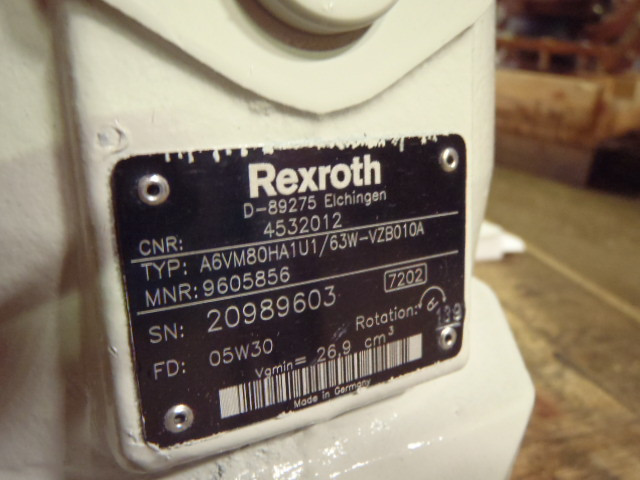 Rexroth
D-89275 Elchingen
CNR: 4532012
TYP: A6VM80HA1U1/63W-VZB010A
MNR: 9605856
7202
SN: 20989603
Rotation:
FD: 05W30
Vgmin= 26,9 cm³
Made in Germany